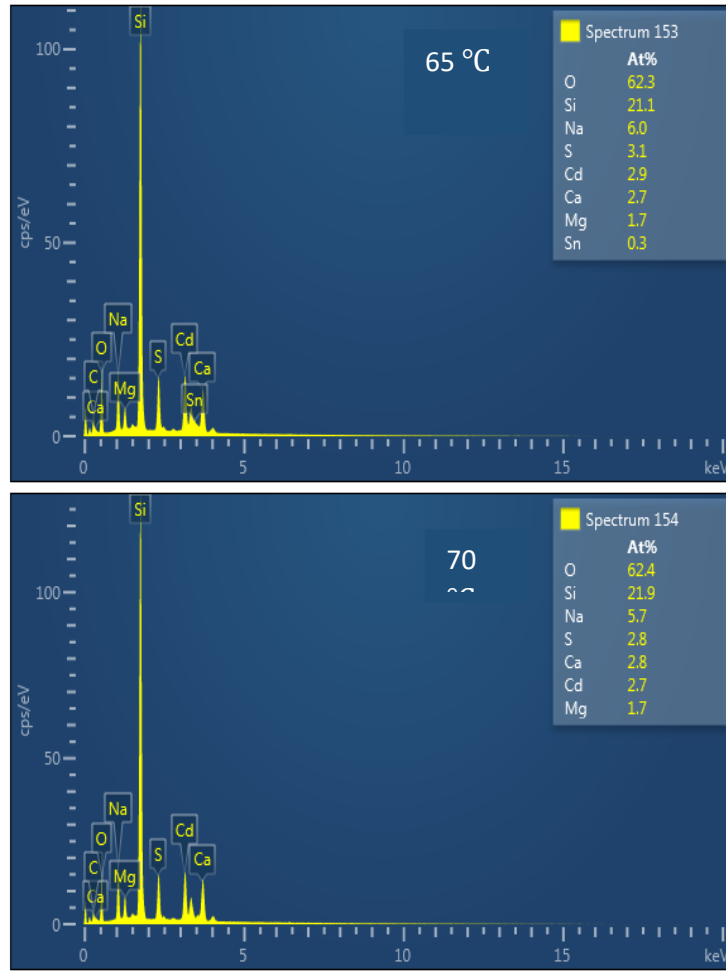 Si
65 °C
Spectrum 153
At%
O 62.3
Si 21.1
Na 6.0
S 3.1
Cd 2.9
Ca 2.7
Mg 1.7
Sn 0.3
100
50
0
cps/eV
Na
O
C
Ca
Mg
S
Cd
Ca
Sn
0 5 10 15 keV
Si
70
Spectrum 154
At%
O 62.4
Si 21.9
Na 5.7
S 2.8
Ca 2.8
Cd 2.7
Mg 1.7
100
50
0
cps/eV
Na
O
C
Ca
Mg
S
Cd
Ca
0 5 10 15 keV